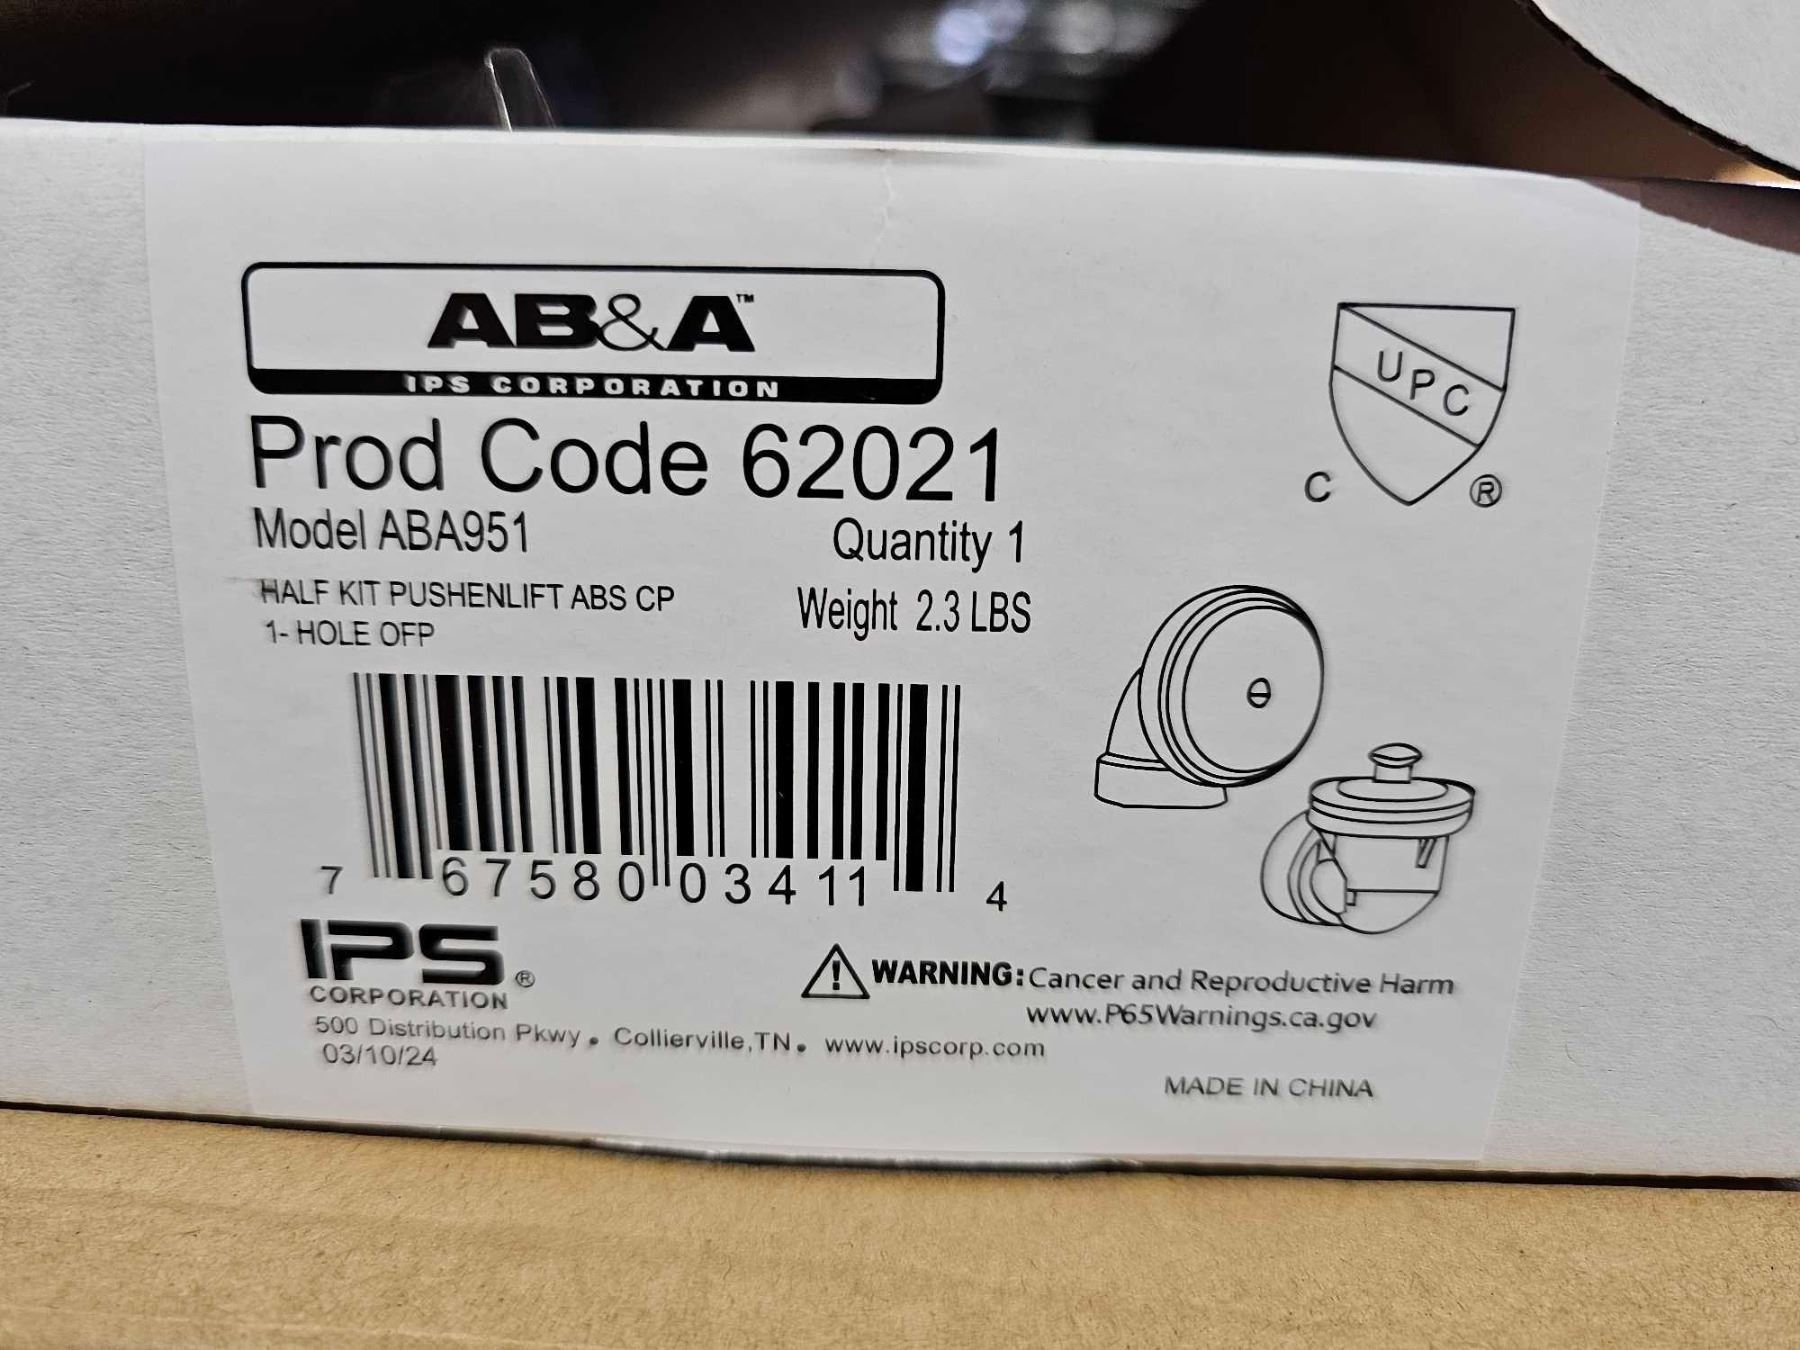 AB&A™
IPS CORPORATION
Prod Code 62021
Model ABA951
Quantity 1
HALF KIT PUSHENLIFT ABS CP
1- HOLE OFP
Weight 2.3 LBS
UPC
C ®
7 67580 03411 4
IPS®
CORPORATION
500 Distribution Pkwy • Collierville,TN • www.ipscorp.com
03/10/24
WARNING: Cancer and Reproductive Harm
www.P65Warnings.ca.gov
MADE IN CHINA